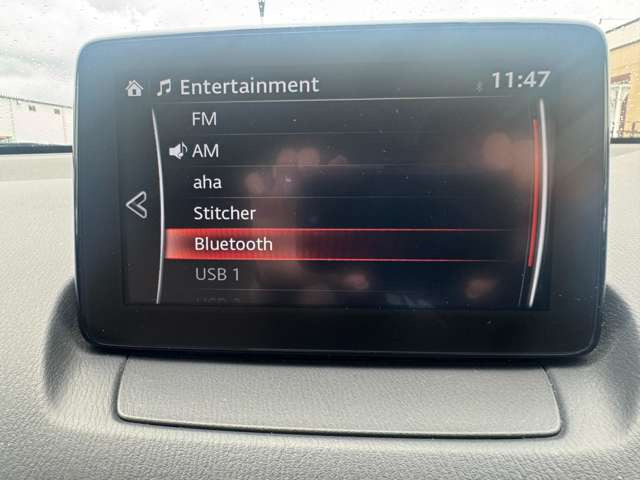 Entertainment 11:47
FM
AM
aha
Stitcher
Bluetooth
USB 1